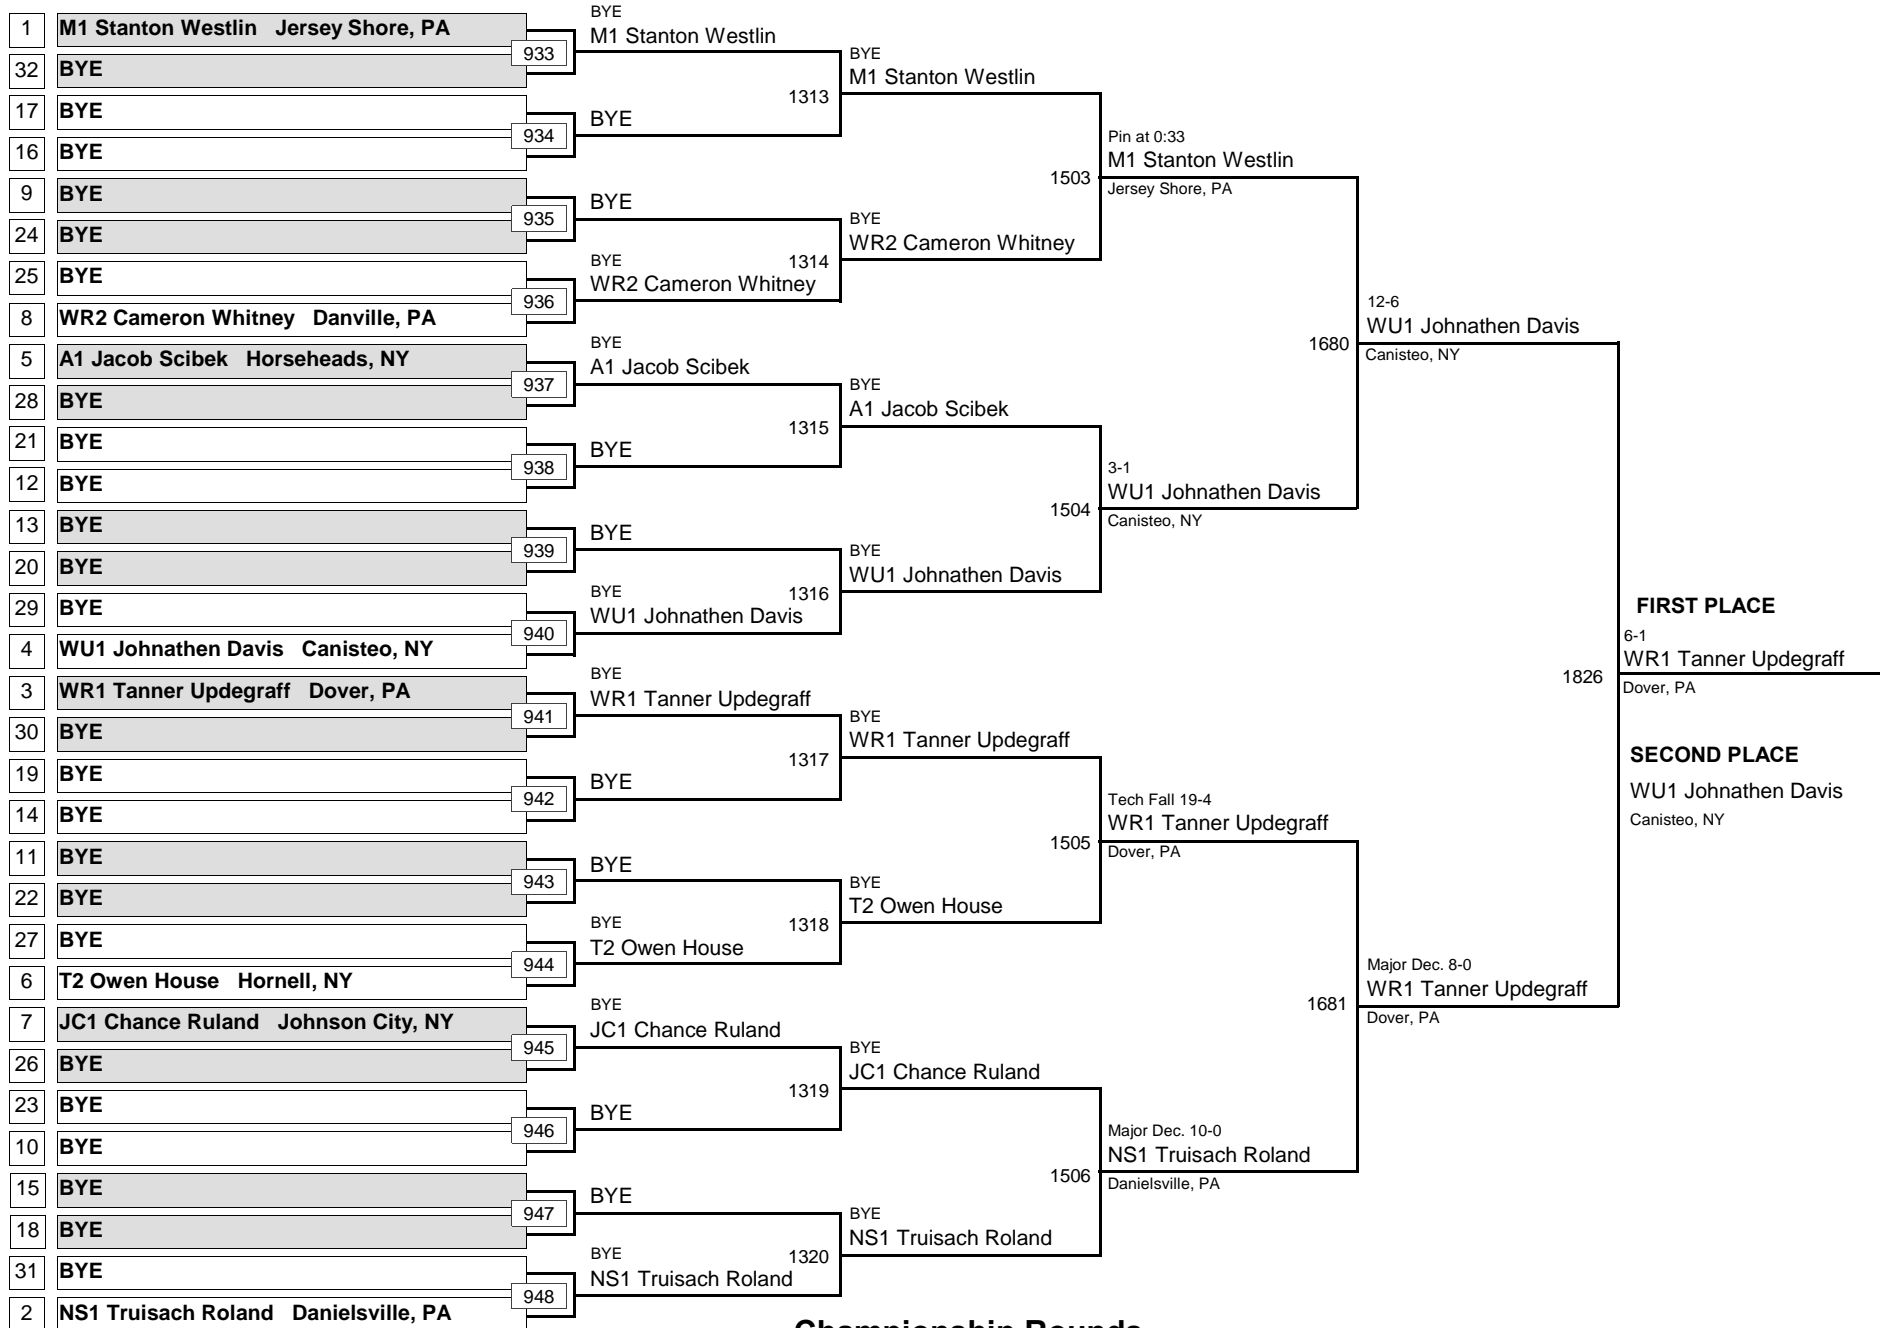 1 M1 Stanton Westlin Jersey Shore, PA
32 BYE
933
17 BYE
16 BYE
934
9 BYE
24 BYE
935
25 BYE
8 WR2 Cameron Whitney Danville, PA
936
5 A1 Jacob Scibek Horseheads, NY
28 BYE
937
21 BYE
12 BYE
938
13 BYE
20 BYE
939
29 BYE
4 WU1 Johnathen Davis Canisteo, NY
940
3 WR1 Tanner Updegraff Dover, PA
30 BYE
941
19 BYE
14 BYE
942
11 BYE
22 BYE
943
27 BYE
6 T2 Owen House Hornell, NY
944
7 JC1 Chance Ruland Johnson City, NY
26 BYE
945
23 BYE
10 BYE
946
15 BYE
18 BYE
947
31 BYE
2 NS1 Truisach Roland Danielsville, PA
948
BYE
M1 Stanton Westlin
1313
BYE
BYE
BYE
1314
WR2 Cameron Whitney
BYE
A1 Jacob Scibek
1315
BYE
BYE
BYE
1316
WU1 Johnathen Davis
BYE
WR1 Tanner Updegraff
1317
BYE
BYE
BYE
1318
T2 Owen House
BYE
JC1 Chance Ruland
1319
BYE
BYE
BYE
1320
NS1 Truisach Roland
BYE
M1 Stanton Westlin
1503
BYE
WR2 Cameron Whitney
BYE
A1 Jacob Scibek
1504
BYE
WU1 Johnathen Davis
BYE
WR1 Tanner Updegraff
1505
BYE
T2 Owen House
BYE
JC1 Chance Ruland
1506
BYE
NS1 Truisach Roland
Pin at 0:33
M1 Stanton Westlin
Jersey Shore, PA
1680
3-1
WU1 Johnathen Davis
Canisteo, NY
Tech Fall 19-4
WR1 Tanner Updegraff
Dover, PA
1681
Major Dec. 10-0
NS1 Truisach Roland
Danielsville, PA
12-6
WU1 Johnathen Davis
Canisteo, NY
1826
Major Dec. 8-0
WR1 Tanner Updegraff
Dover, PA
FIRST PLACE
6-1
WR1 Tanner Updegraff
Dover, PA
SECOND PLACE
WU1 Johnathen Davis
Canisteo, NY
Championship Rounds